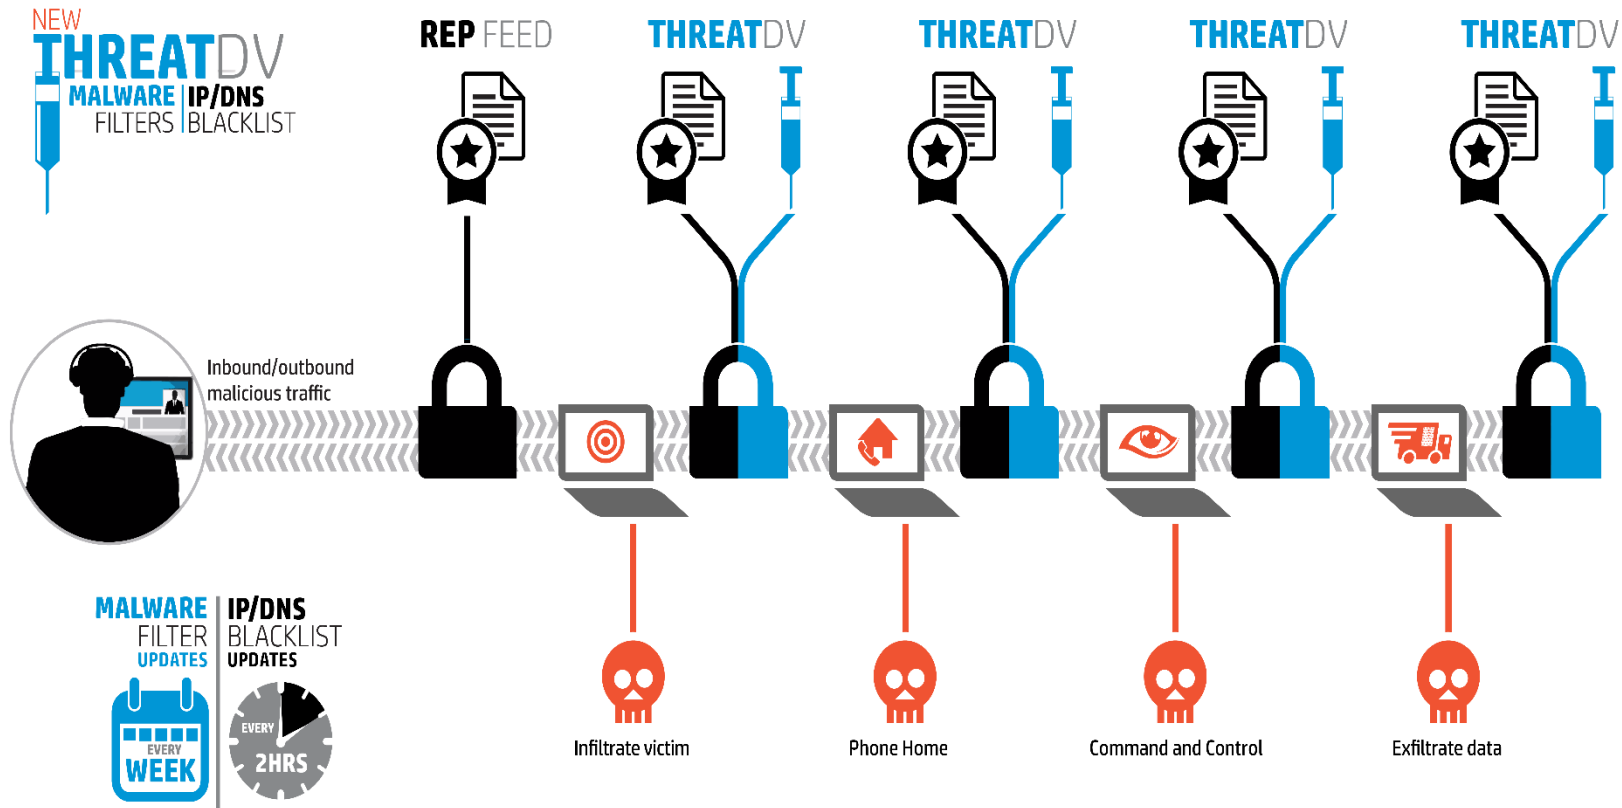 NEW
THREATDV
MALWARE IP/DNS
FILTERS BLACKLIST
REP FEED
THREATDV
THREATDV
THREATDV
THREATDV
Inbound/outbound
malicious traffic
MALWARE
FILTER
UPDATES
EVERY
WEEK
IP/DNS
BLACKLIST
UPDATES
EVERY
2HRS
Infiltrate victim
Phone Home
Command and Control
Exfiltrate data